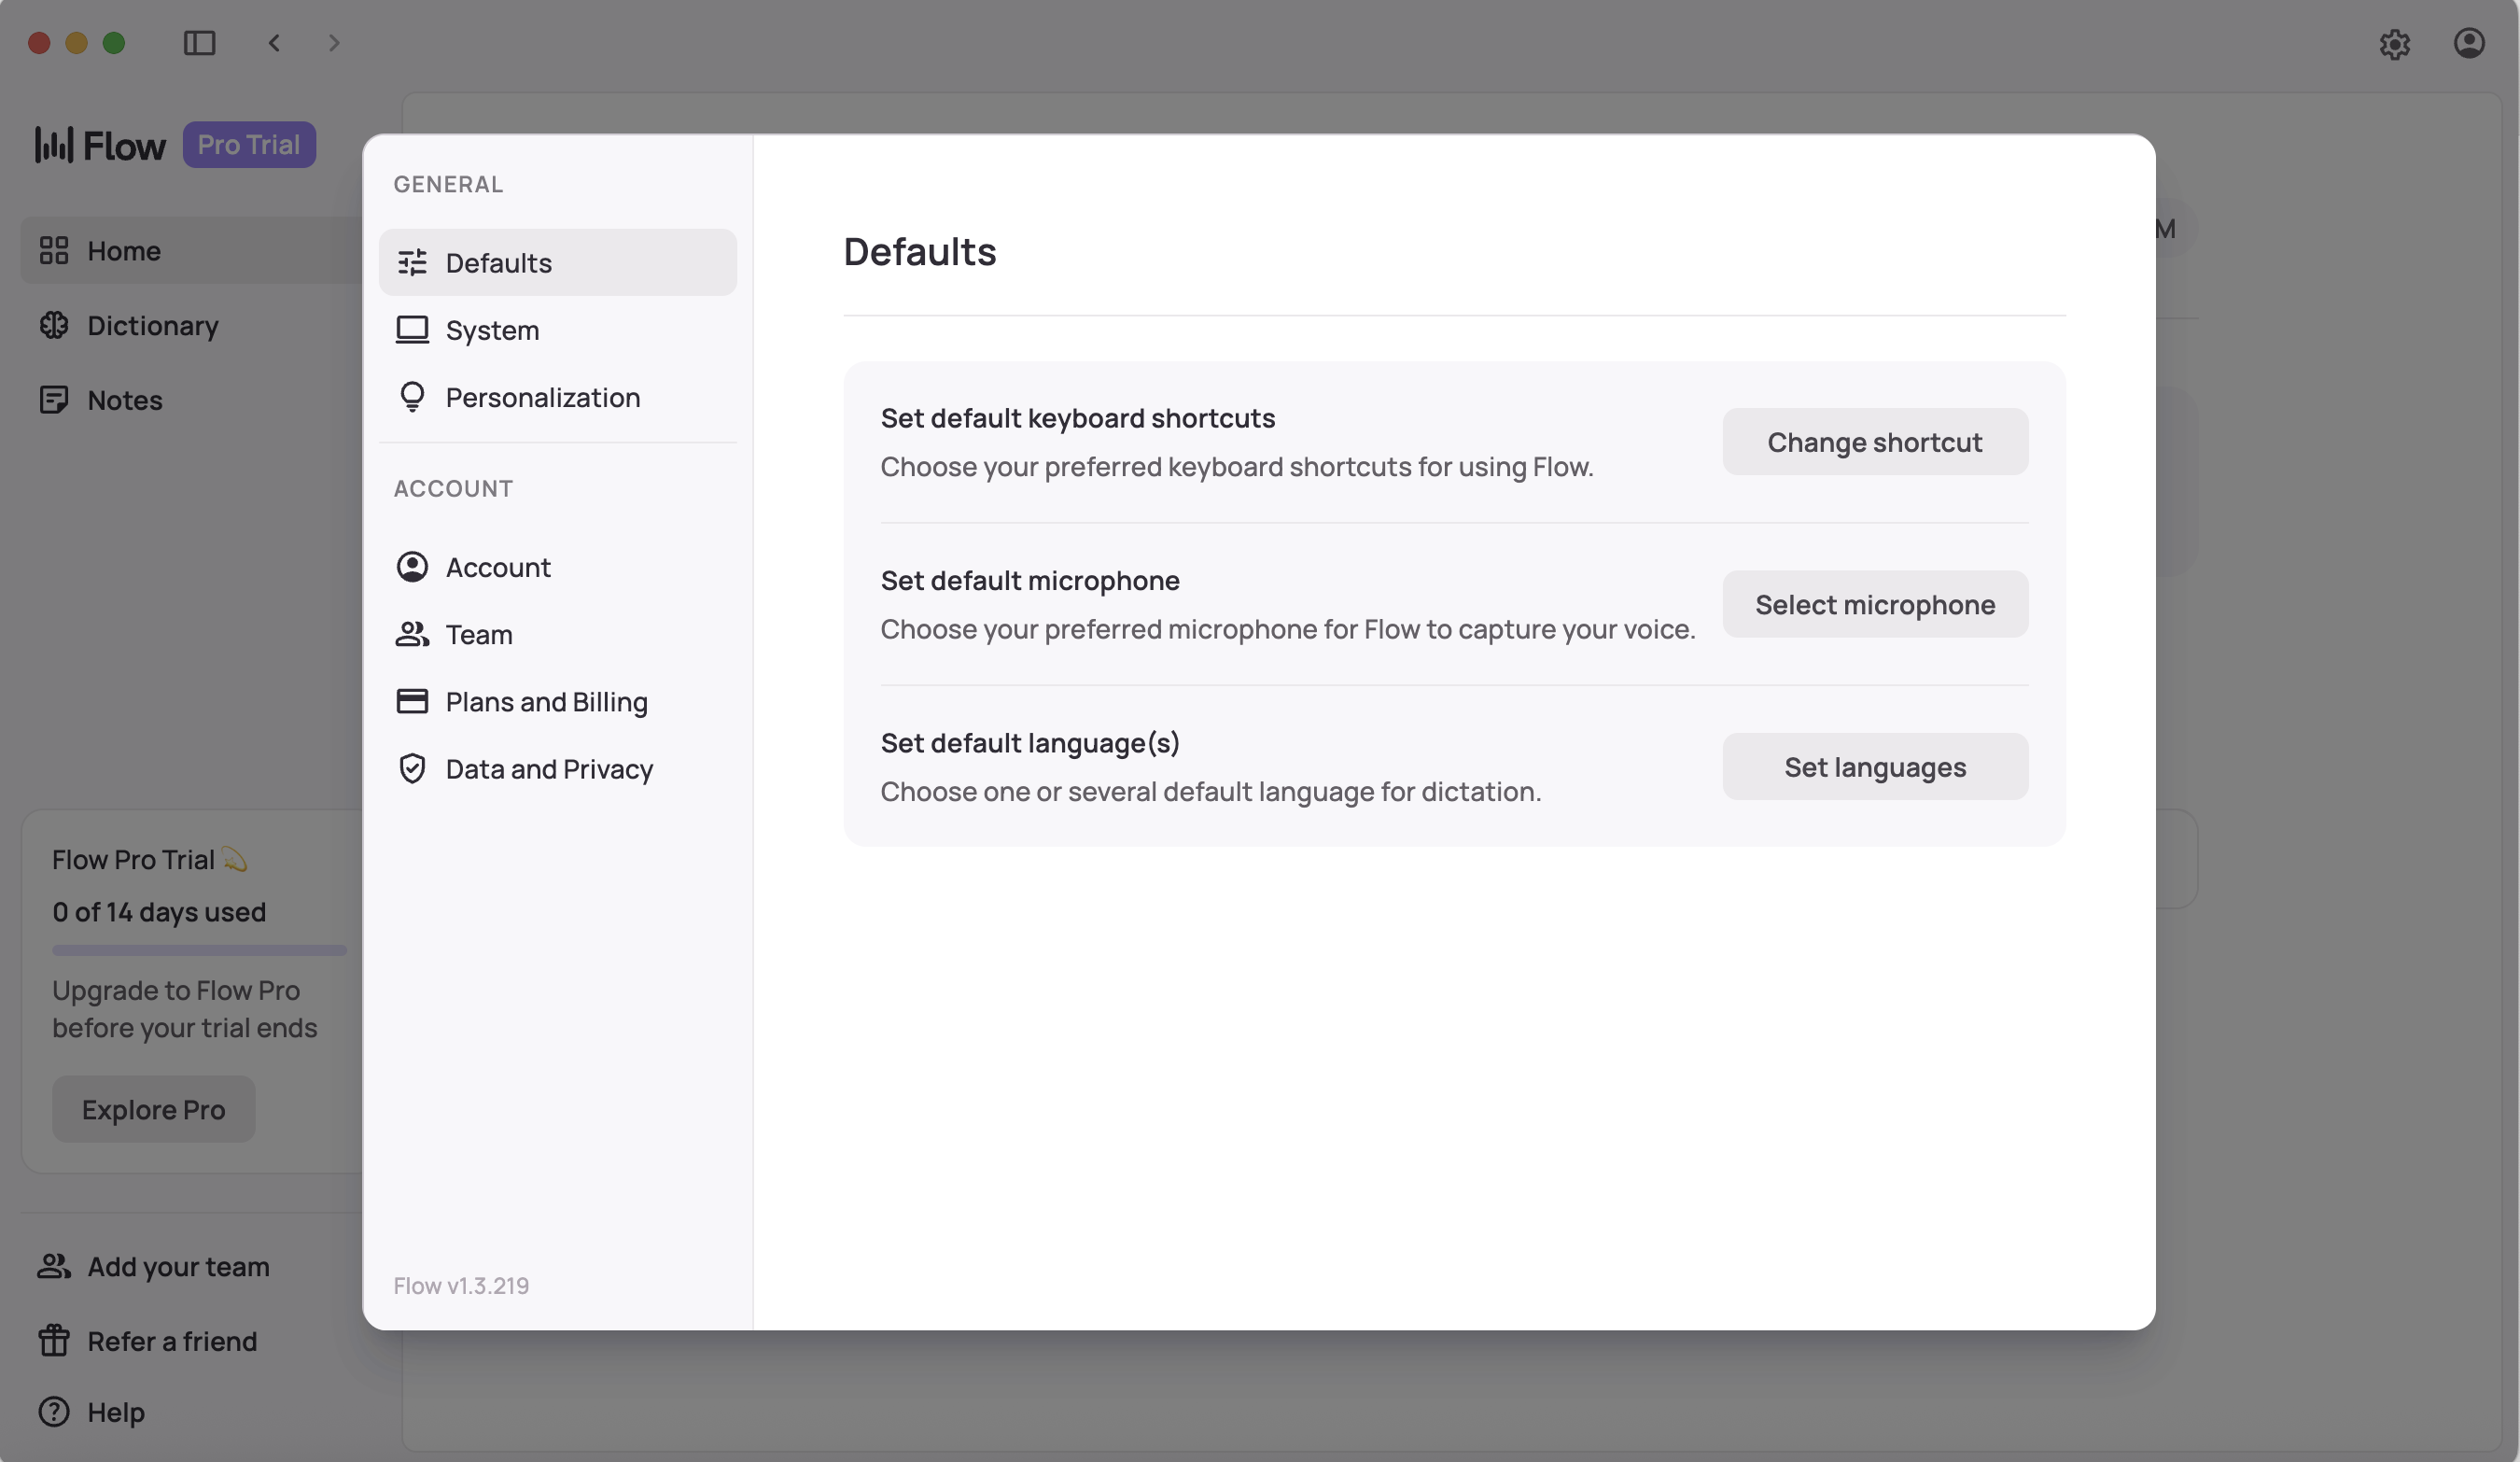 Flow
Pro Trial
Home
Dictionary
Notes
Flow Pro Trial 💫
0 of 14 days used
Upgrade to Flow Pro
before your trial ends
Explore Pro
Add your team
Refer a friend
Help
GENERAL
Defaults
System
Personalization
ACCOUNT
Account
Team
Plans and Billing
Data and Privacy
Flow v1.3.219
Defaults
Set default keyboard shortcuts
Choose your preferred keyboard shortcuts for using Flow.
Change shortcut
Set default microphone
Choose your preferred microphone for Flow to capture your voice.
Select microphone
Set default language(s)
Choose one or several default language for dictation.
Set languages
M